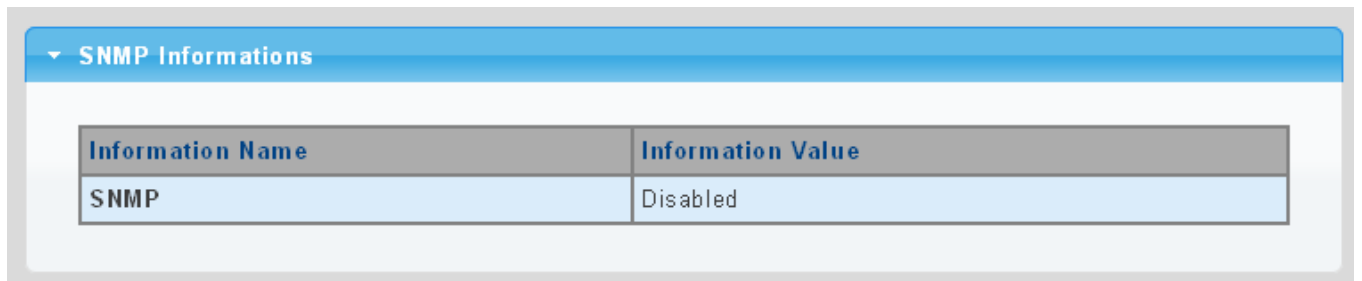 SNMP Informations
Information Name Information Value
SNMP Disabled